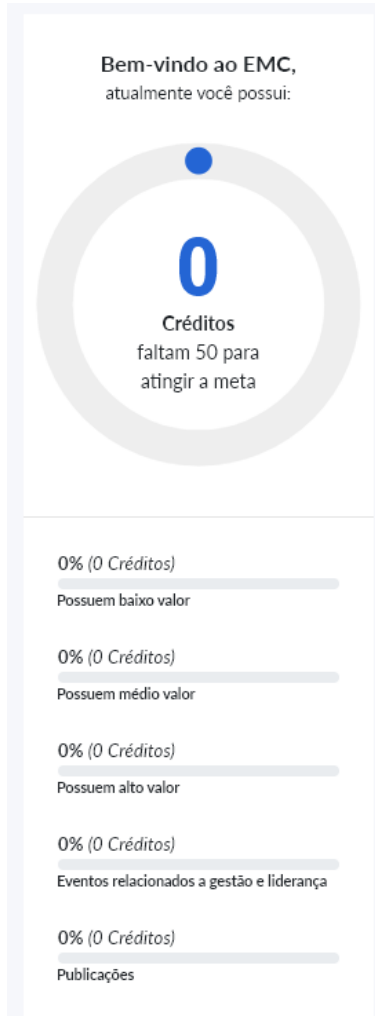 Bem-vindo ao EMC,
atualmente você possui:
0
Créditos
faltam 50 para
atingir a meta
0% (0 Créditos)
Possuem baixo valor
0% (0 Créditos)
Possuem médio valor
0% (0 Créditos)
Possuem alto valor
0% (0 Créditos)
Eventos relacionados a gestão e liderança
0% (0 Créditos)
Publicações